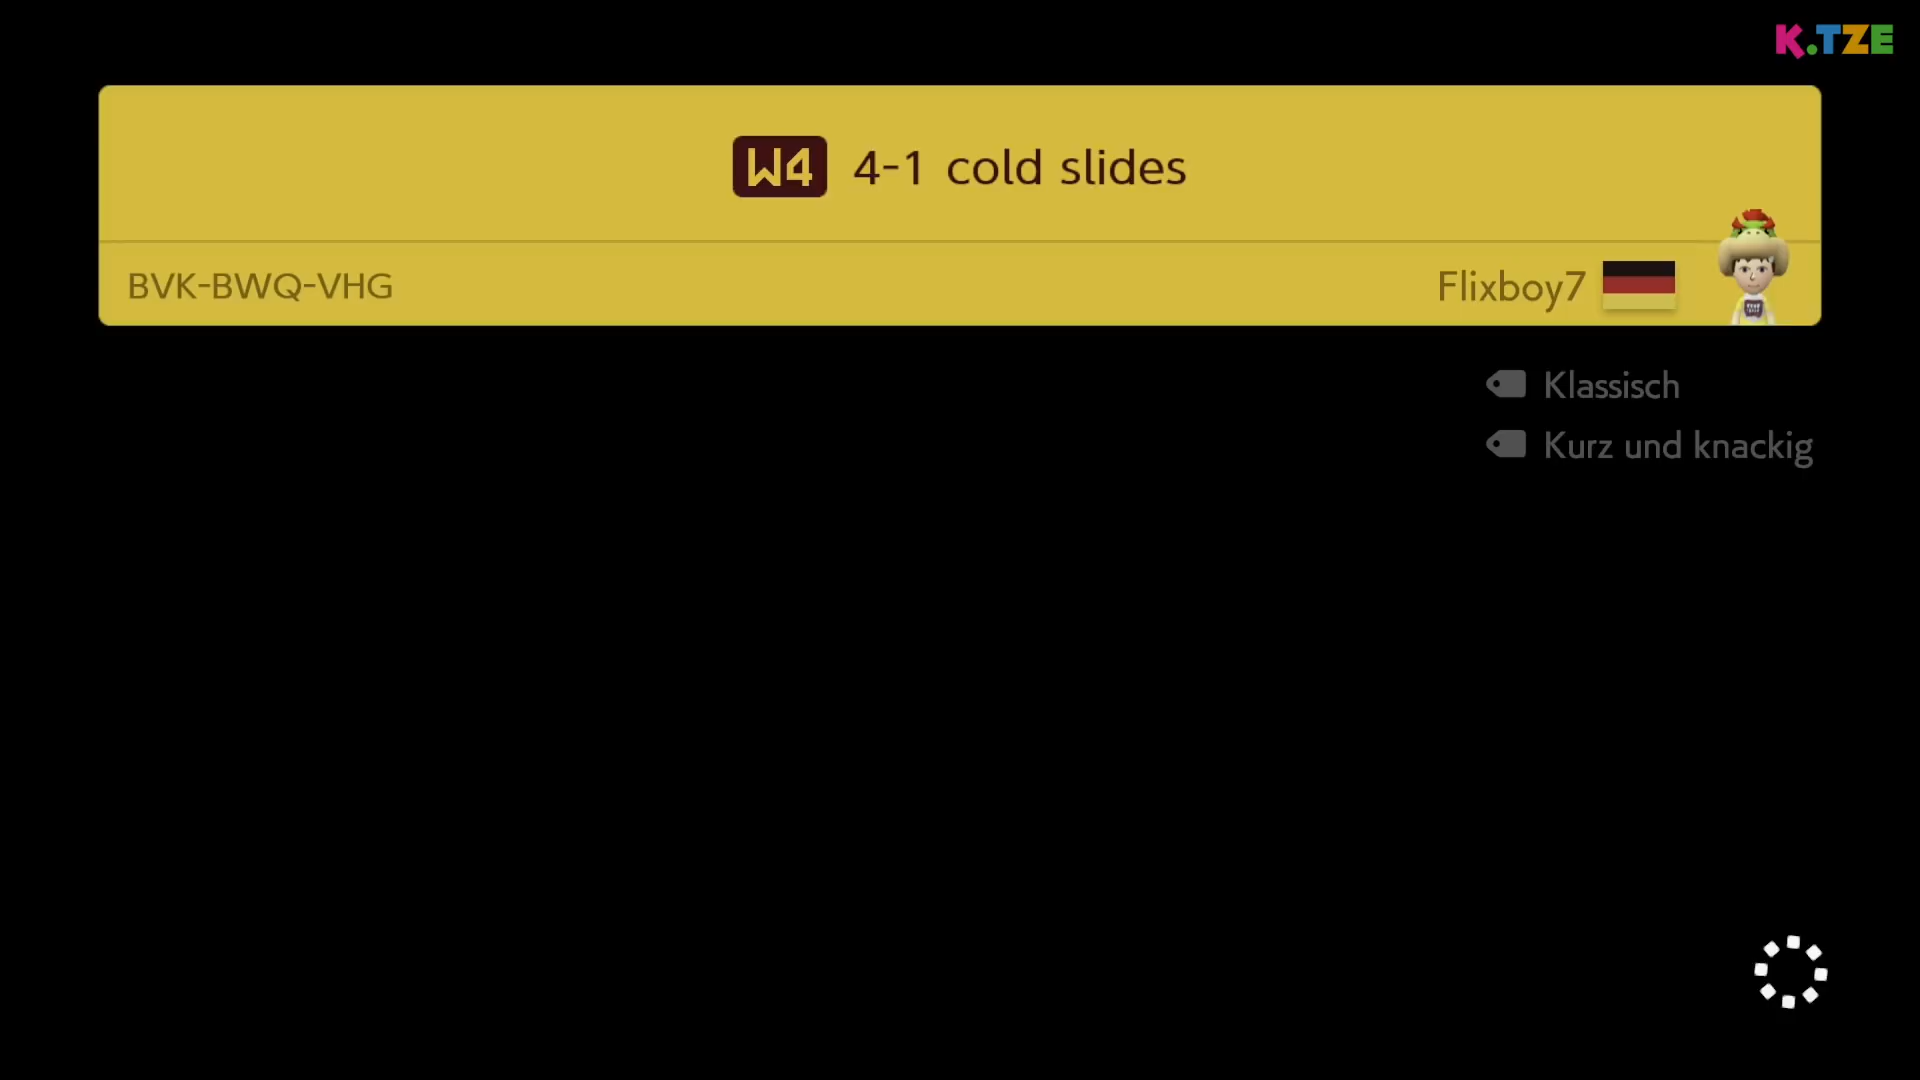 K.TZE
W4 4-1 cold slides
BVK-BWQ-VHG
Flixboy7
Klassisch
Kurz und knackig